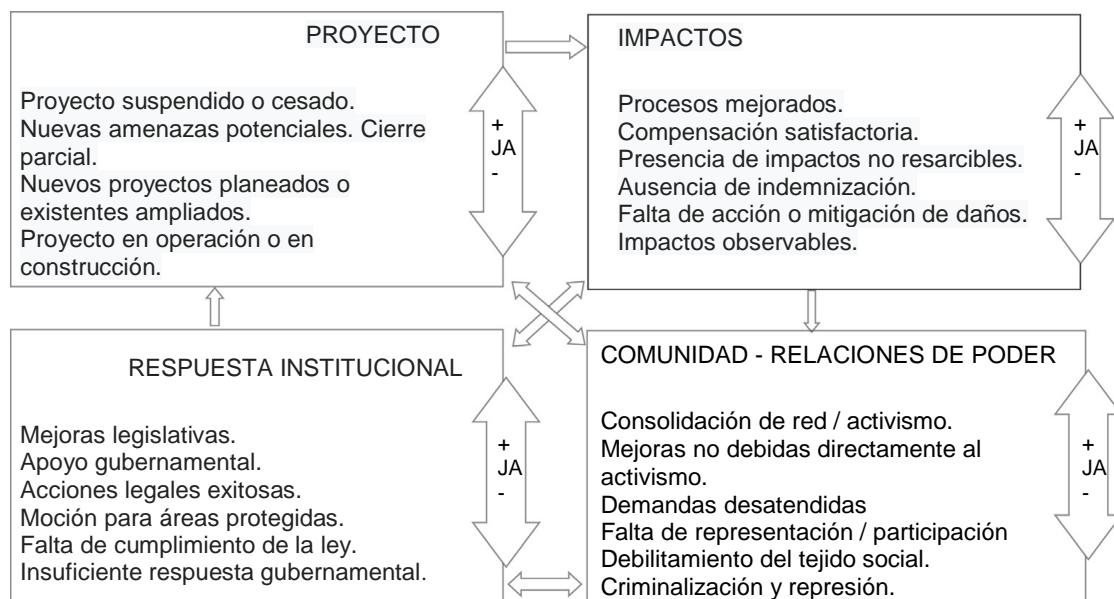 PROYECTO
Proyecto suspendido o cesado.
Nuevas amenazas potenciales. Cierre
parcial.
Nuevos proyectos planeados o
existentes ampliados.
Proyecto en operación o en
construcción.
+
JA
-
IMPACTOS
Procesos mejorados.
Compensación satisfactoria.
Presencia de impactos no resarcibles.
Ausencia de indemnización.
Falta de acción o mitigación de daños.
Impactos observables.
+
JA
-
RESPUESTA INSTITUCIONAL
Mejoras legislativas.
Apoyo gubernamental.
Acciones legales exitosas.
Moción para áreas protegidas.
Falta de cumplimiento de la ley.
Insuficiente respuesta gubernamental.
+
JA
-
COMUNIDAD - RELACIONES DE PODER
Consolidación de red / activismo.
Mejoras no debidas directamente al
activismo.
Demandas desatendidas
Falta de representación / participación
Debilitamiento del tejido social.
Criminalización y represión.
+
JA
-